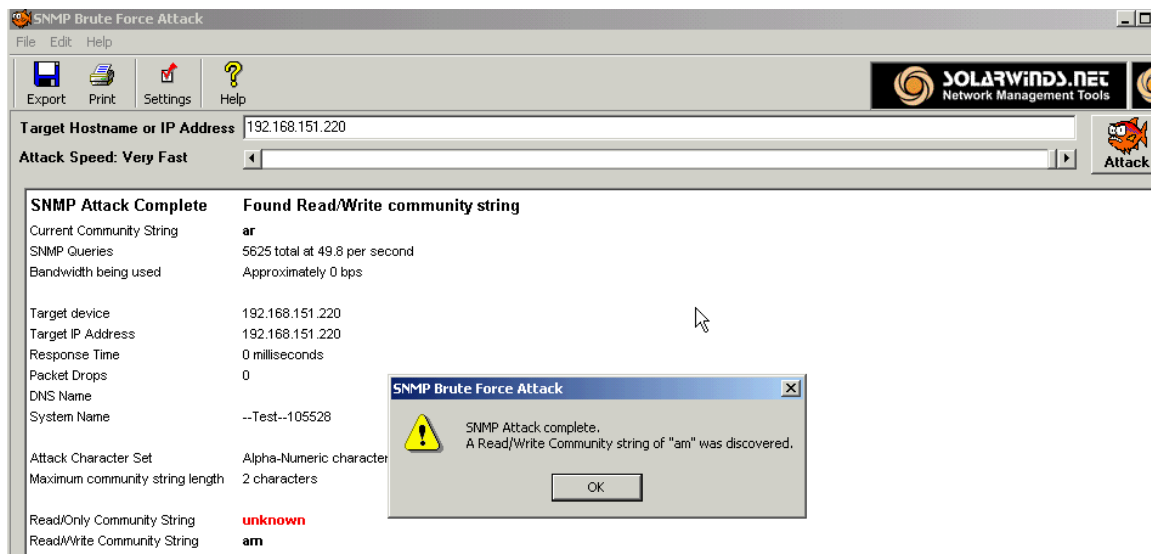 SNMP Brute Force Attack
File Edit Help
Export Print Settings Help
SOLARWINDS.NET
Network Management Tools
Target Hostname or IP Address 192.168.151.220
Attack Speed: Very Fast
Attack
SNMP Attack Complete Found Read/Write community string
Current Community String ar
SNMP Queries 5625 total at 49.8 per second
Bandwidth being used Approximately 0 bps
Target device 192.168.151.220
Target IP Address 192.168.151.220
Response Time 0 milliseconds
Packet Drops 0
DNS Name
System Name --Test--105528
Attack Character Set Alpha-Numeric character
Maximum community string length 2 characters
Read/Only Community String unknown
Read/Write Community String am
SNMP Brute Force Attack
SNMP Attack complete.
A Read/Write Community string of "am" was discovered.
OK